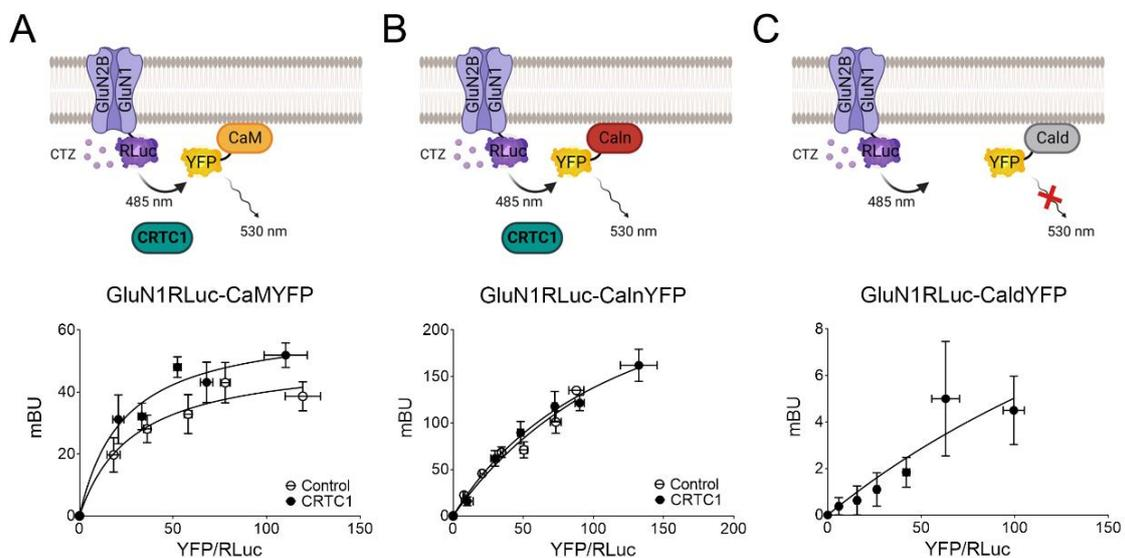 A
GluN2B
GluN1
CaM
CTZ
RLuc
YFP
485 nm
530 nm
CRTC1
GluN1RLuc-CaMYFP
60
40
20
0
mBU
Control
CRTC1
0 50 100 150
YFP/RLuc
B
GluN2B
GluN1
Caln
CTZ
RLuc
YFP
485 nm
530 nm
CRTC1
GluN1RLuc-CalnYFP
200
150
100
50
0
mBU
Control
CRTC1
0 50 100 150 200
YFP/RLuc
C
GluN2B
GluN1
Cald
CTZ
RLuc
YFP
485 nm
530 nm
GluN1RLuc-CaldYFP
8
6
4
2
0
mBU
0 50 100 150
YFP/RLuc